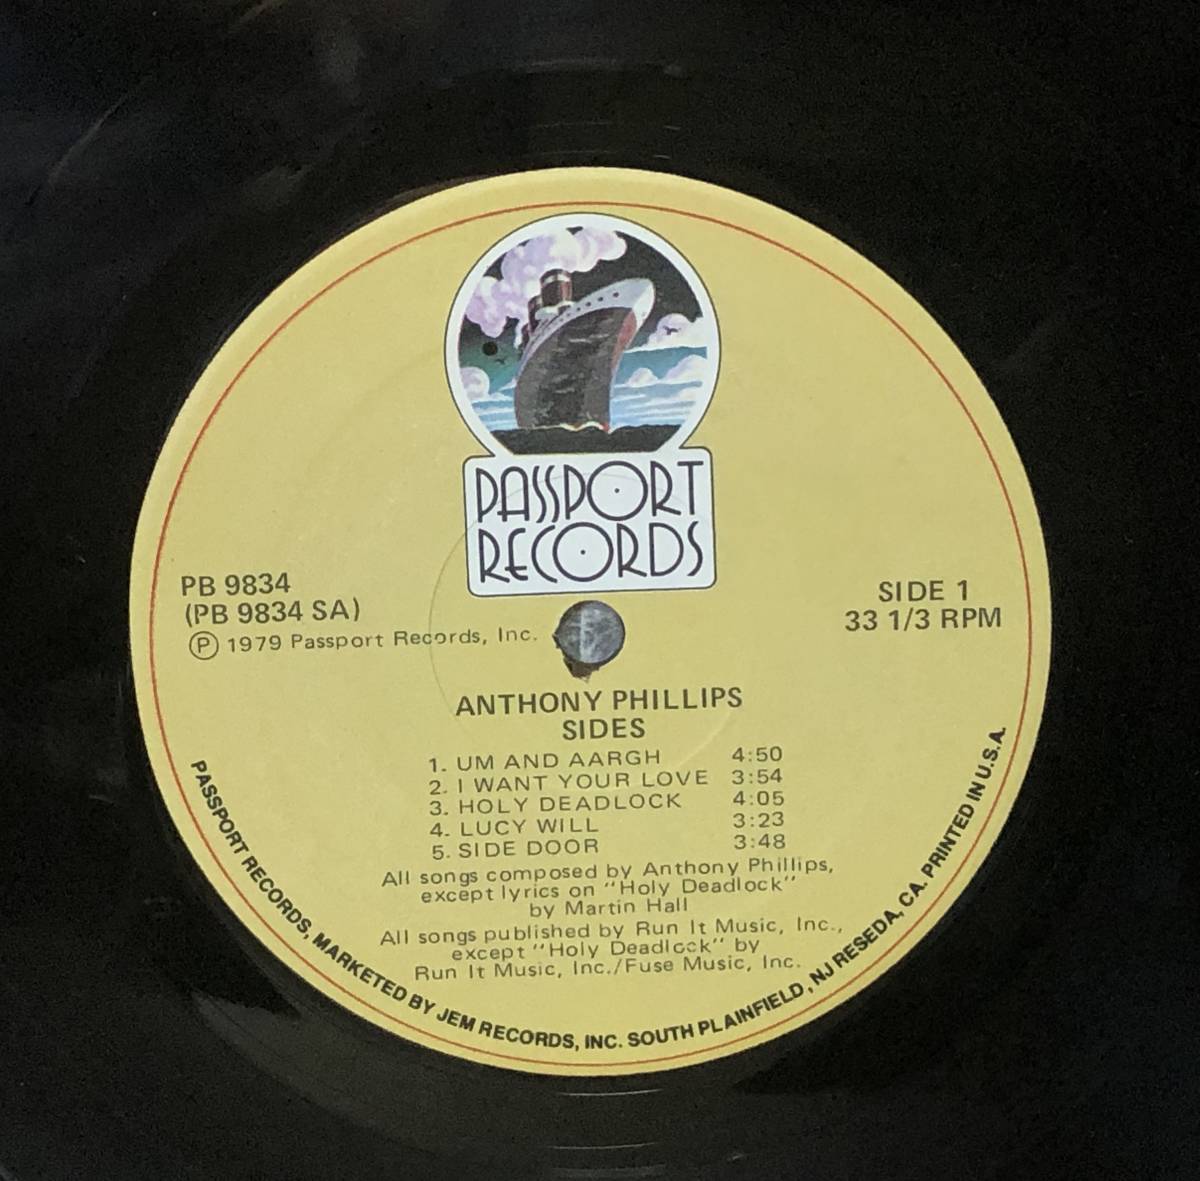 PASSPORT
RECORDS
PB 9834
(PB 9834 SA)
Ⓟ 1979 Passport Records, Inc.
SIDE 1
33 1/3 RPM
ANTHONY PHILLIPS
SIDES
1. UM AND AARGH 4:50
2. I WANT YOUR LOVE 3:54
3. HOLY DEADLOCK 4:05
4. LUCY WILL 3:23
5. SIDE DOOR 3:48
All songs composed by Anthony Phillips,
except lyrics on "Holy Deadlock"
by Martin Hall
All songs published by Run It Music, Inc.,
except "Holy Deadlock" by
Run It Music, Inc./Fuse Music, Inc.
PASSPORT RECORDS, MARKETED BY JEM RECORDS, INC. SOUTH PLAINFIELD, NJ RESEDA, CA. PRINTED IN U.S.A.